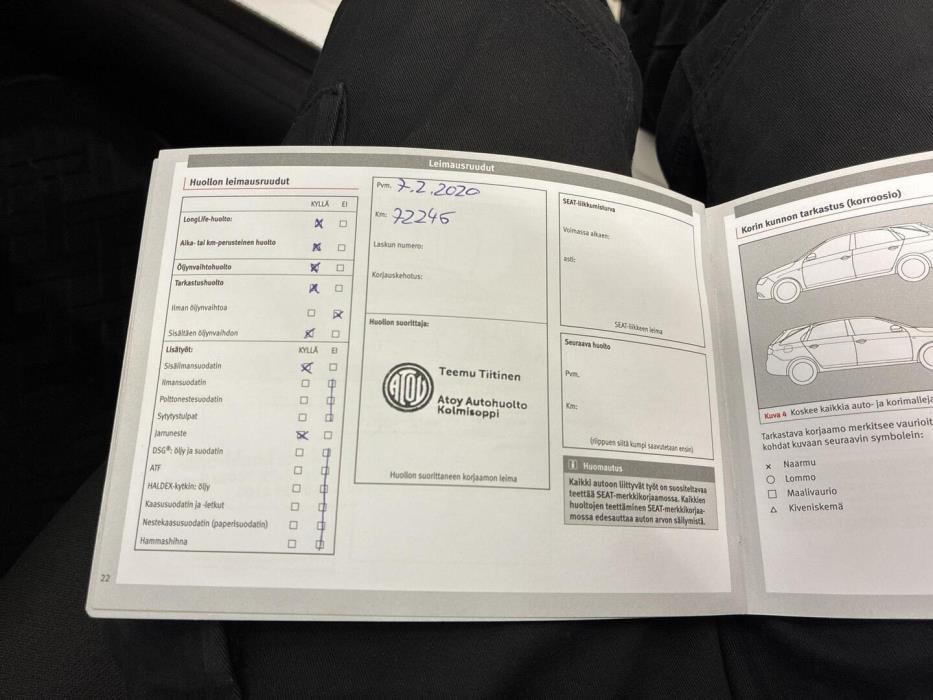 Leimausruudut
Huollon leimausruudut
KYLLÄ EI
LongLife-huolto:
Aika- tai km-perusteinen huolto
Öljynvaihtohuolto
Tarkastushuolto
Ilman öljynvaihtoa
Sisältäen öljynvaihdon
Lisätyöt: KYLLÄ EI
Sisäilmansuodatin
Ilmansuodatin
Polttonestesuodatin
Sytytystulpat
Jarruneste
DSG®: öljy ja suodatin
ATF
HALDEX-kytkin: öljy
Kaasusuodatin ja -letkut
Nestekaasusuodatin (paperisuodatin)
Hammashihna
22
Pvm. 7.2.2020
Km: 72246
Laskun numero:
Korjauskehotus:
Huollon suorittaja:
ATOY
Teemu Tiitinen
Atoy Autohuolto
Kolmisoppi
Huollon suorittaneen korjaamon leima
SEAT-liikkumisturva
Voimassa alkaen:
asti:
SEAT-liikkeen leima
Seuraava huolto
Pvm.
Km:
(riippuen siitä kumpi saavutetaan ensin)
Huomautus
Kaikki autoon liittyvät työt on suositeltavaa
teettää SEAT-merkkikorjaamossa. Kaikkien
huoltojen teettäminen SEAT-merkkikorjaa-
mossa edesauttaa auton arvon säilymistä.
Korin kunnon tarkastus (korroosio)
Kuva 4 Koskee kaikkia auto- ja korimalleja
Tarkastava korjaamo merkitsee vaurioit
kohdat kuvaan seuraavin symbolein:
× Naarmu
○ Lommo
□ Maalivaurio
△ Kiveniskemä